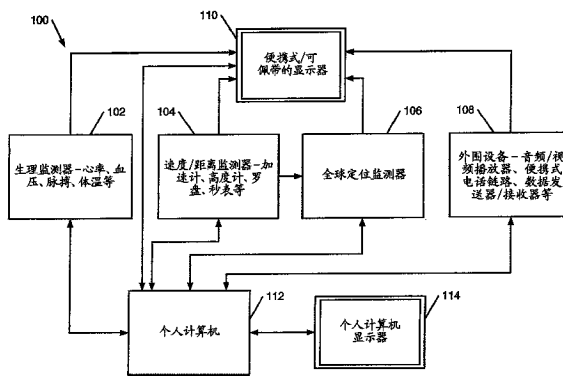 100
110
便携式/可
佩带的显示器
102
生理监测器-心率、血
压、脉搏、体温等
104
速度/距离监测器-加
速计、高度计、罗
盘、秒表等
106
全球定位监测器
108
外围设备-音频/视
频播放器、便携式
电话链路、数据发
送器/接收器等
112
个人计算机
114
个人计算机
显示器